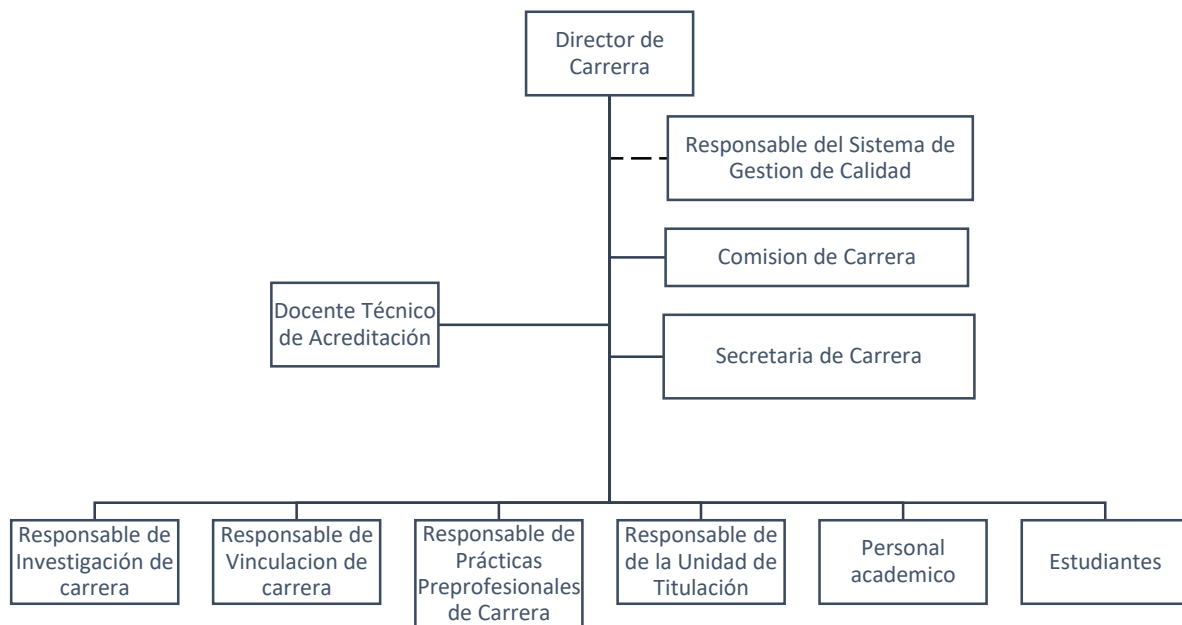 Director de
Carrerra
Responsable del Sistema de
Gestion de Calidad
Comision de Carrera
Docente Técnico
de Acreditación
Secretaria de Carrera
Responsable de
Investigación de
carrera
Responsable de
Vinculacion de
carrera
Responsable de
Prácticas
Preprofesionales
de Carrera
Responsable de
de la Unidad de
Titulación
Personal
academico
Estudiantes